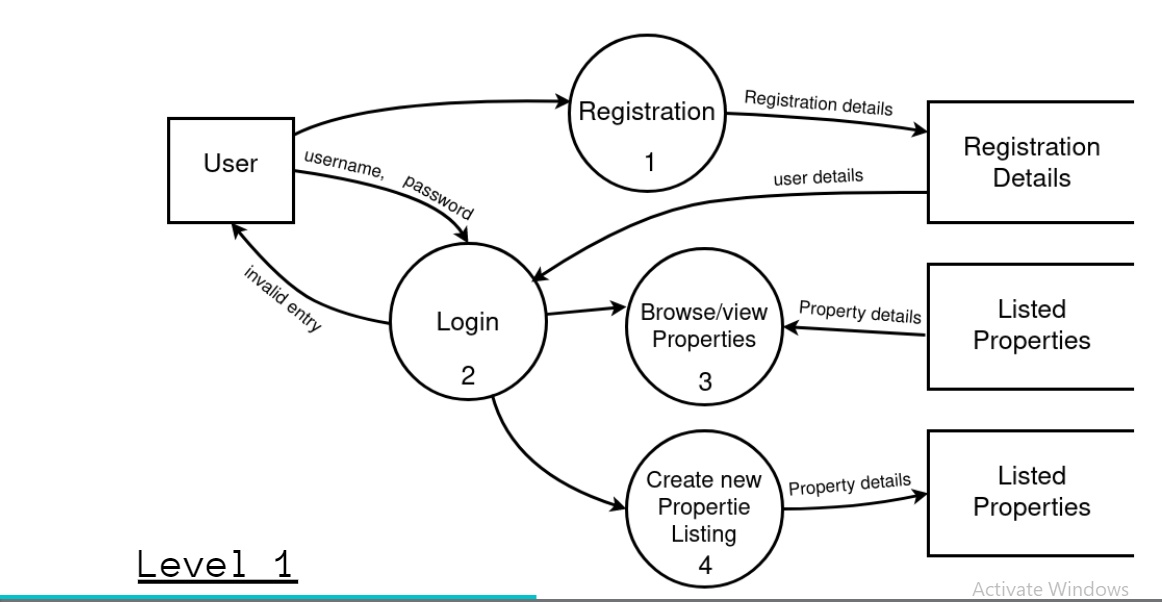 Registration
1
Registration details
Registration
Details
User
username, password
user details
invalid entry
Login
2
Browse/view
Properties
3
Property details
Listed
Properties
Create new
Propertie
Listing
4
Property details
Listed
Properties
Level 1
Activate Windows